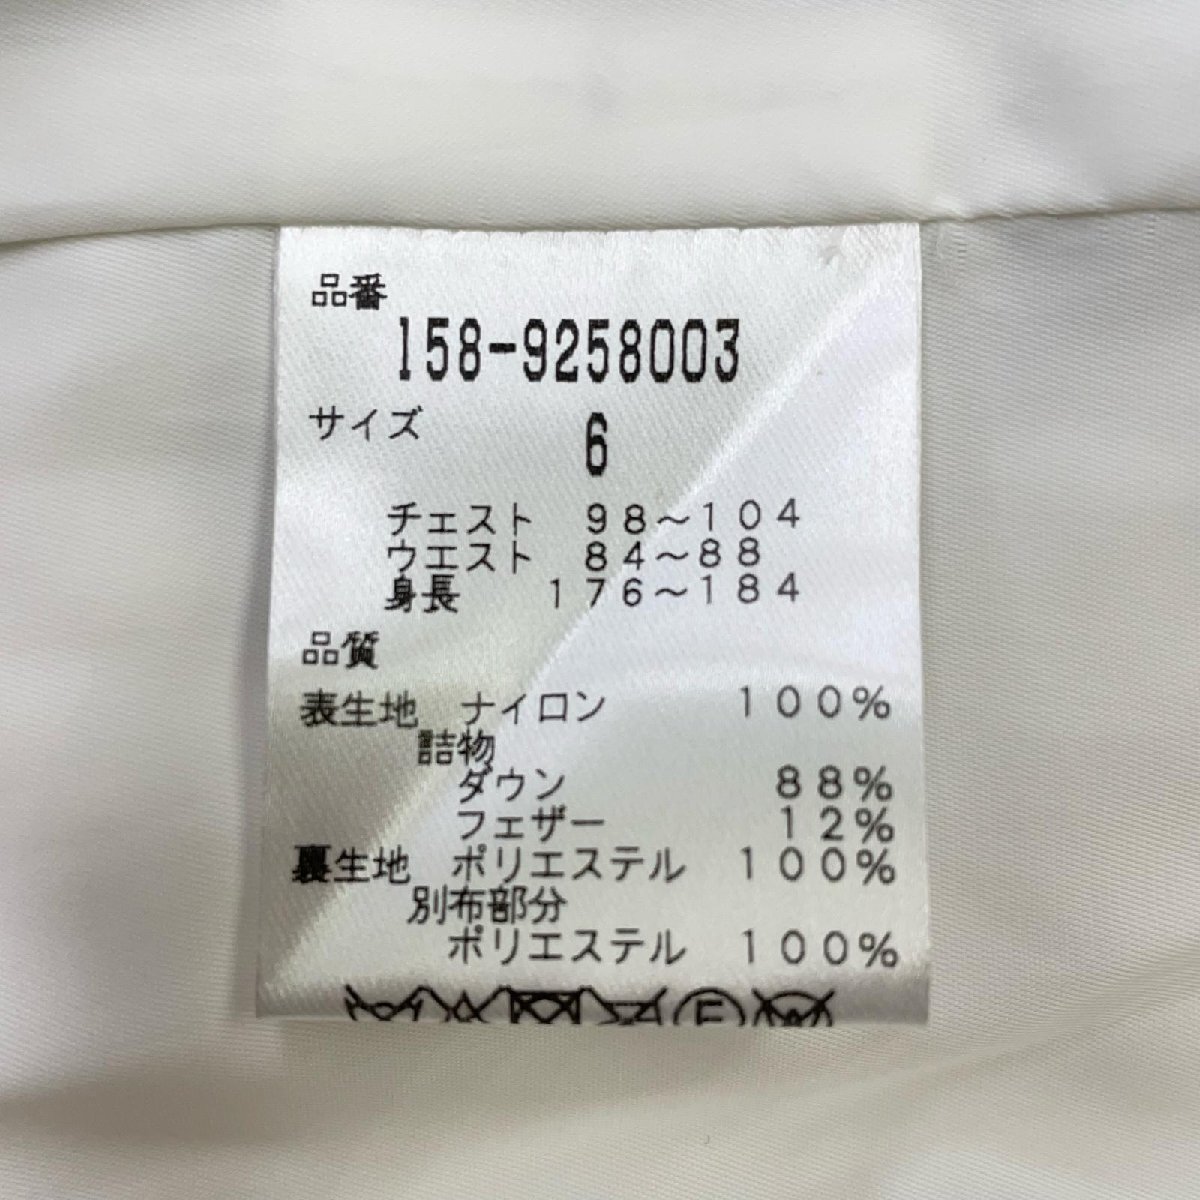 品番
158-9258003
サイズ 6
チェスト 98～104
ウエスト 84～88
身長 176～184
品質
表生地 ナイロン 100%
詰物
ダウン 88%
フェザー 12%
裏生地 ポリエステル 100%
別布部分
ポリエステル 100%